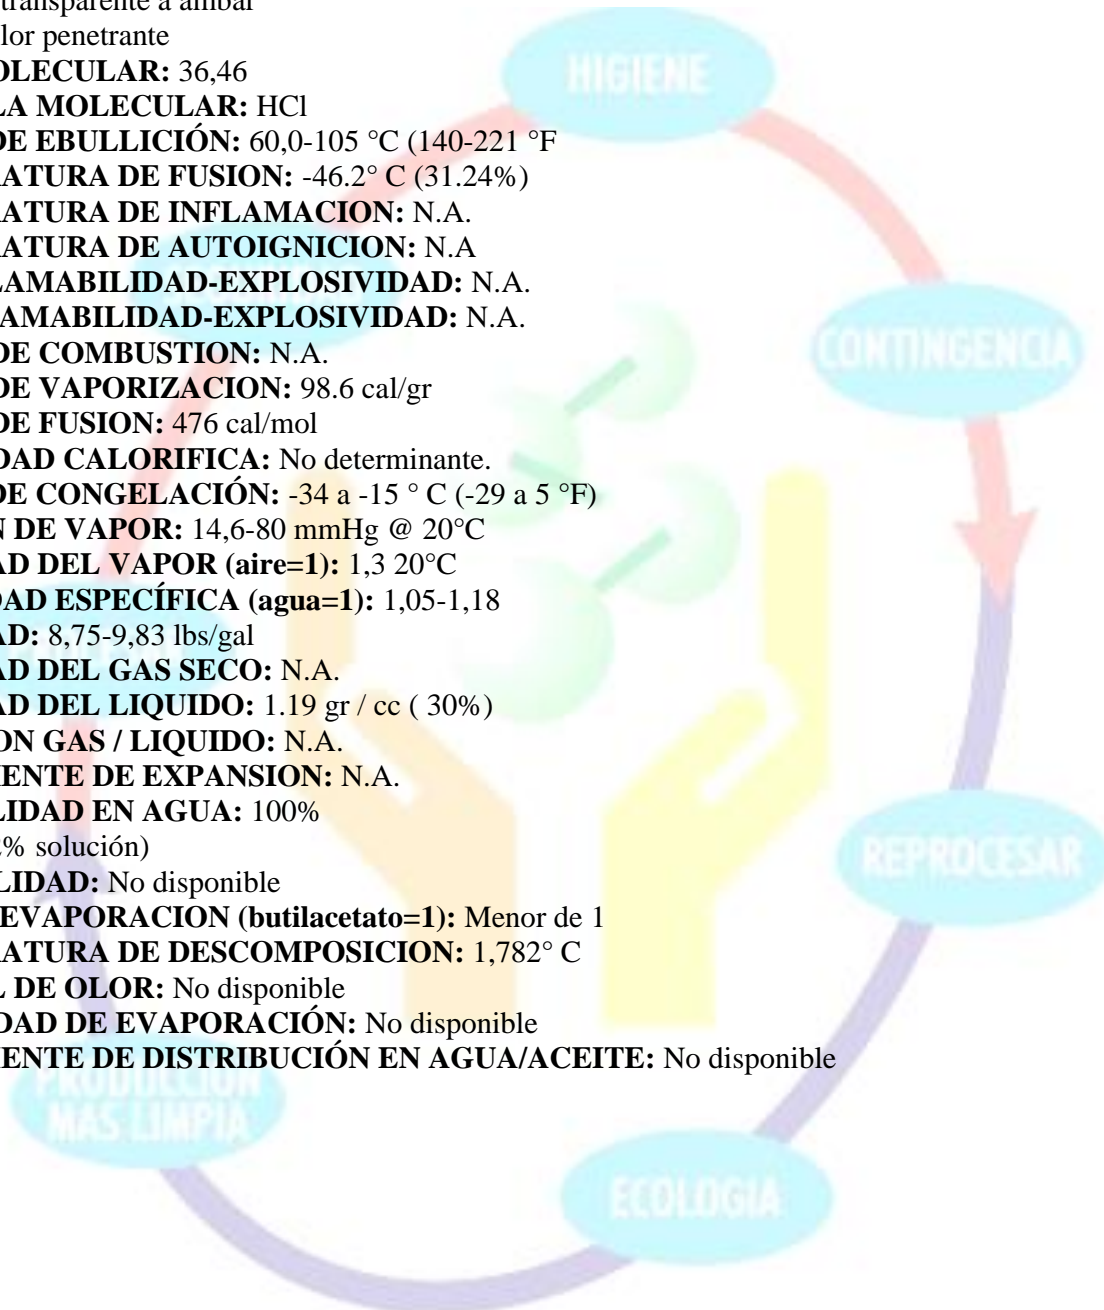 transparente a ámbar
lor penetrante
OLECULAR: 36,46
LA MOLECULAR: HCl
DE EBULLICIÓN: 60,0-105 °C (140-221 °F
RATURA DE FUSION: -46.2° C (31.24%)
RATURA DE INFLAMACION: N.A.
RATURA DE AUTOIGNICION: N.A
LAMABILIDAD-EXPLOSIVIDAD: N.A.
AMABILIDAD-EXPLOSIVIDAD: N.A.
DE COMBUSTION: N.A.
DE VAPORIZACION: 98.6 cal/gr
DE FUSION: 476 cal/mol
DAD CALORIFICA: No determinante.
DE CONGELACIÓN: -34 a -15 ° C (-29 a 5 °F)
N DE VAPOR: 14,6-80 mmHg @ 20°C
AD DEL VAPOR (aire=1): 1,3 20°C
DAD ESPECÍFICA (agua=1): 1,05-1,18
AD: 8,75-9,83 lbs/gal
AD DEL GAS SECO: N.A.
AD DEL LIQUIDO: 1.19 gr / cc ( 30%)
ON GAS / LIQUIDO: N.A.
IENTE DE EXPANSION: N.A.
LIDAD EN AGUA: 100%
% solución)
LIDAD: No disponible
EVAPORACION (butilacetato=1): Menor de 1
RATURA DE DESCOMPOSICION: 1,782° C
L DE OLOR: No disponible
DAD DE EVAPORACIÓN: No disponible
IENTE DE DISTRIBUCIÓN EN AGUA/ACEITE: No disponible
HIGIENE
CONTINGENCIA
REPROCESAR
ECOLOGIA
PRODUCCION
MAS LIMPIA